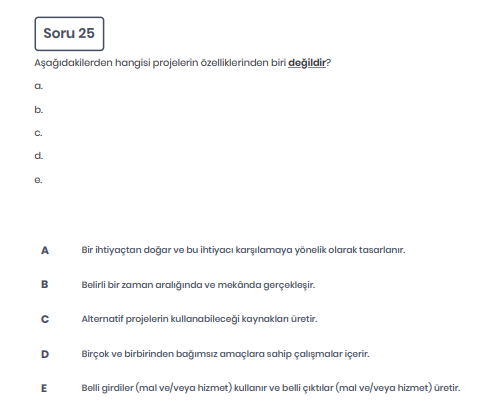 Soru 25
Aşağıdakilerden hangisi projelerin özelliklerinden biri değildir?
a.
b.
c.
d.
e.
A Bir ihtiyaçtan doğar ve bu ihtiyacı karşılamaya yönelik olarak tasarlanır.
B Belirli bir zaman aralığında ve mekânda gerçekleşir.
C Alternatif projelerin kullanabileceği kaynakları üretir.
D Birçok ve birbirinden bağımsız amaçlara sahip çalışmalar içerir.
E Belli girdiler (mal ve/veya hizmet) kullanır ve belli çıktılar (mal ve/veya hizmet) üretir.